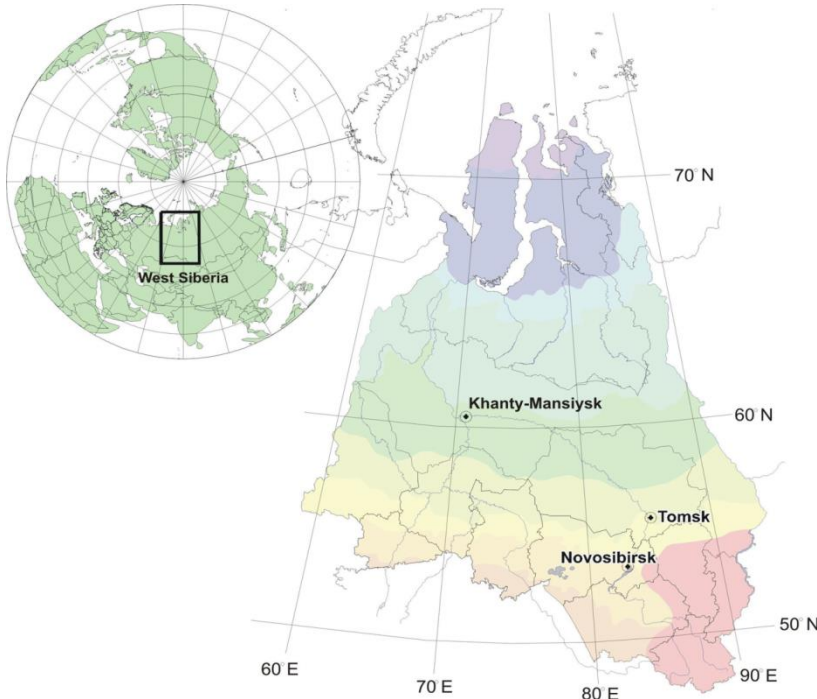 West Siberia
70° N
Khanty-Mansiysk
60° N
Tomsk
Novosibirsk
50° N
60° E
70° E
80° E
90° E